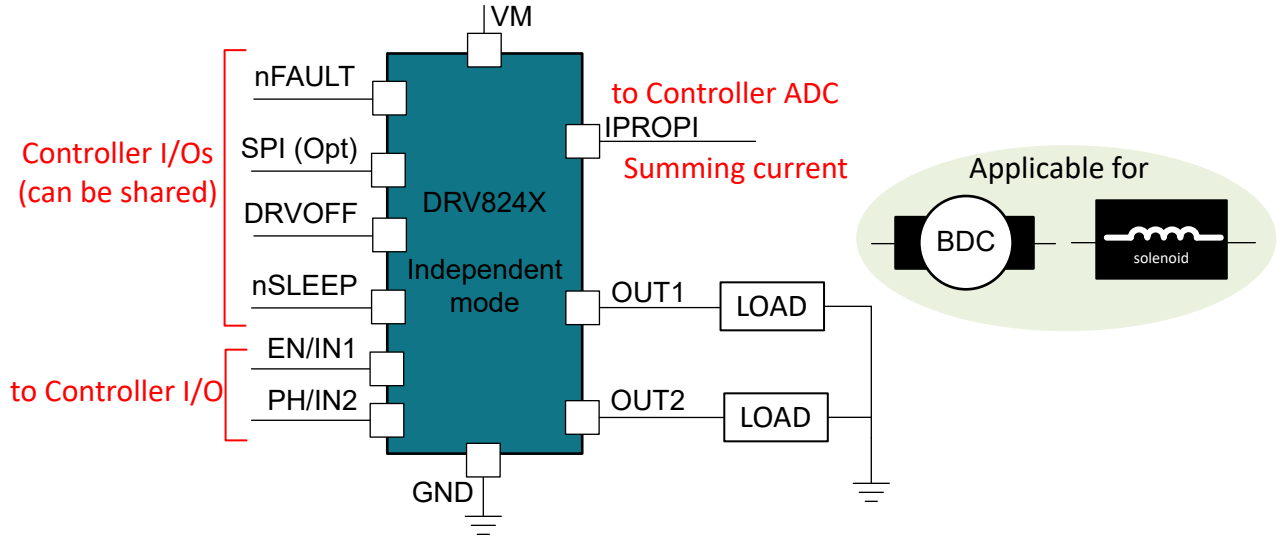 VM
nFAULT
SPI (Opt)
DRVOFF
nSLEEP
Controller I/Os
(can be shared)
EN/IN1
PH/IN2
to Controller I/O
DRV824X
Independent
mode
GND
to Controller ADC
IPROPI
Summing current
OUT1
LOAD
OUT2
LOAD
Applicable for
BDC
solenoid